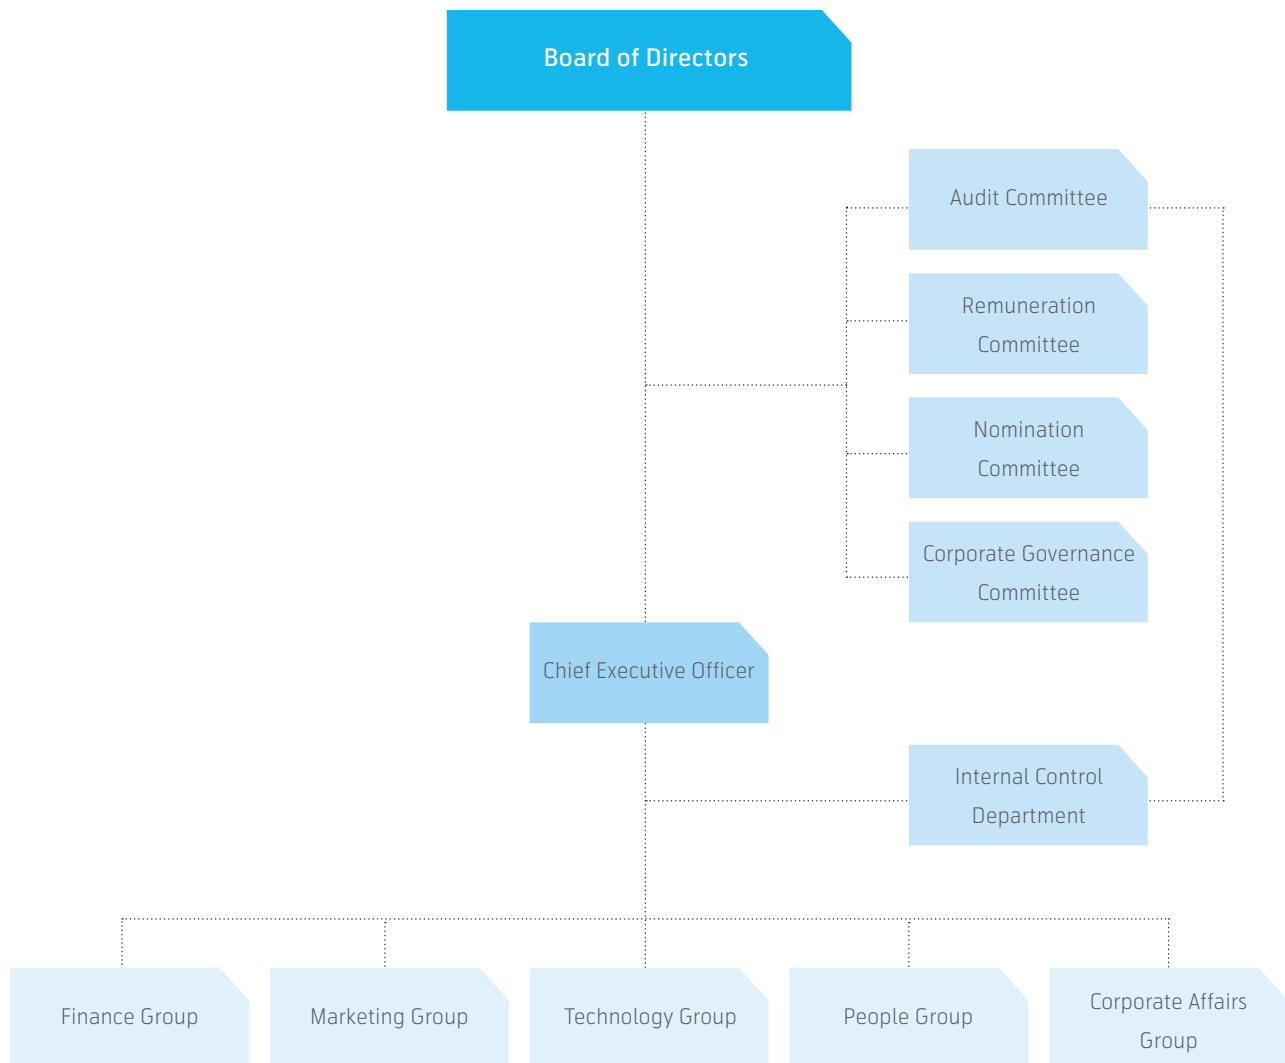 Board of Directors
Audit Committee
Remuneration
Committee
Nomination
Committee
Corporate Governance
Committee
Chief Executive Officer
Internal Control
Department
Finance Group
Marketing Group
Technology Group
People Group
Corporate Affairs
Group